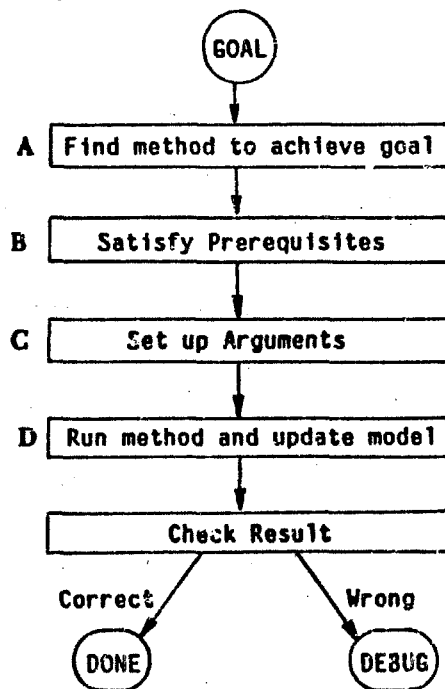 GOAL
A Find method to achieve goal
B Satisfy Prerequisites
C Set up Arguments
D Run method and update model
Check Result
Correct Wrong
DONE DEBUG